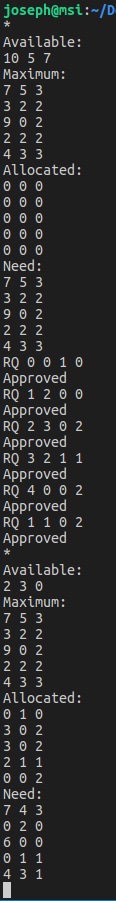 joseph@msi:~/D
*
Available:
10 5 7
Maximum:
7 5 3
3 2 2
9 0 2
2 2 2
4 3 3
Allocated:
0 0 0
0 0 0
0 0 0
0 0 0
0 0 0
Need:
7 5 3
3 2 2
9 0 2
2 2 2
4 3 3
RQ 0 0 1 0
Approved
RQ 1 2 0 0
Approved
RQ 2 3 0 2
Approved
RQ 3 2 1 1
Approved
RQ 4 0 0 2
Approved
RQ 1 1 0 2
Approved
*
Available:
2 3 0
Maximum:
7 5 3
3 2 2
9 0 2
2 2 2
4 3 3
Allocated:
0 1 0
3 0 2
3 0 2
2 1 1
0 0 2
Need:
7 4 3
0 2 0
6 0 0
0 1 1
4 3 1